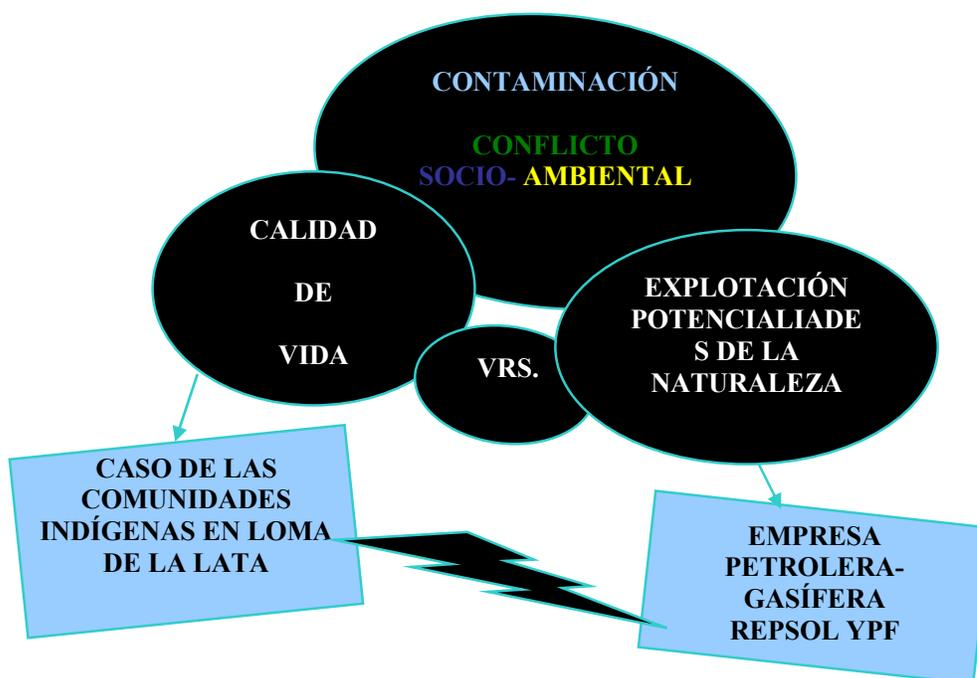 CONTAMINACIÓN
CONFLICTO
SOCIO- AMBIENTAL
CALIDAD
DE
VIDA
VRS.
EXPLOTACIÓN
POTENCIALIADE
S DE LA
NATURALEZA
CASO DE LAS
COMUNIDADES
INDÍGENAS EN LOMA
DE LA LATA
EMPRESA
PETROLERA-
GASÍFERA
REPSOL YPF